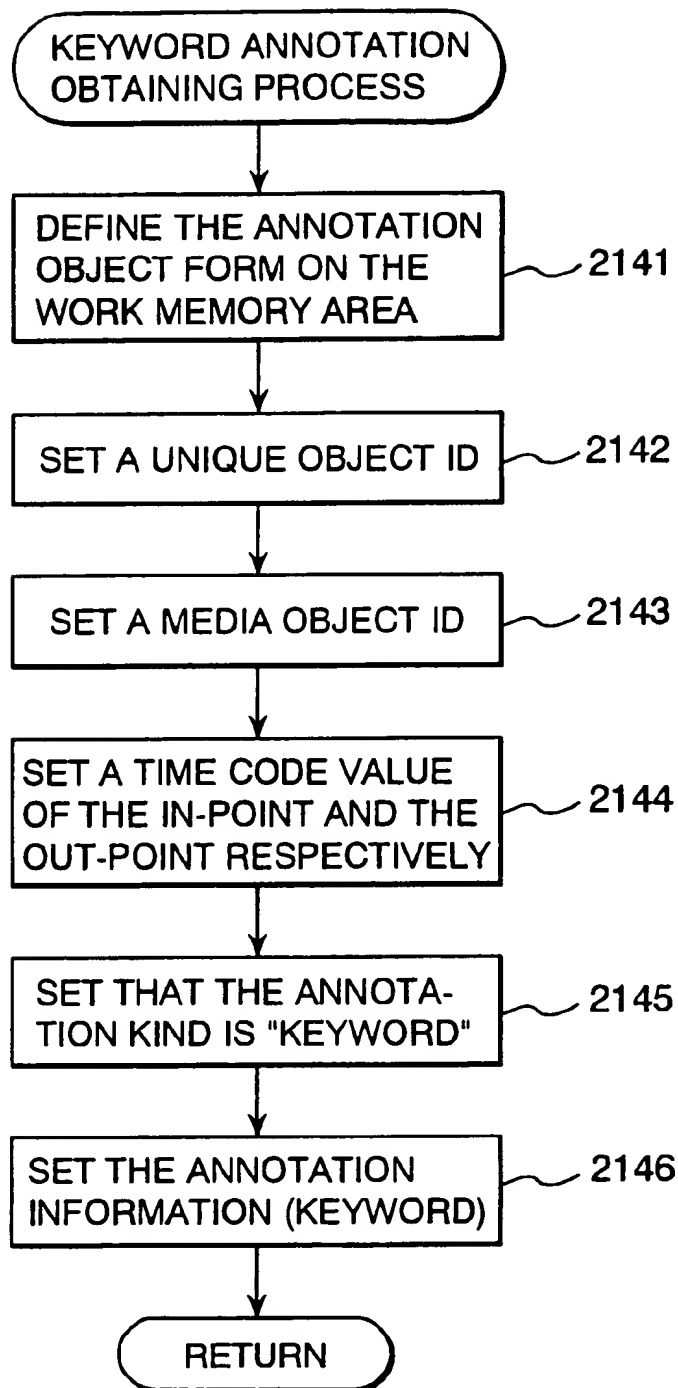 KEYWORD ANNOTATION
OBTAINING PROCESS
DEFINE THE ANNOTATION
OBJECT FORM ON THE
WORK MEMORY AREA
2141
SET A UNIQUE OBJECT ID
2142
SET A MEDIA OBJECT ID
2143
SET A TIME CODE VALUE
OF THE IN-POINT AND THE
OUT-POINT RESPECTIVELY
2144
SET THAT THE ANNOTA-
TION KIND IS "KEYWORD"
2145
SET THE ANNOTATION
INFORMATION (KEYWORD)
2146
RETURN